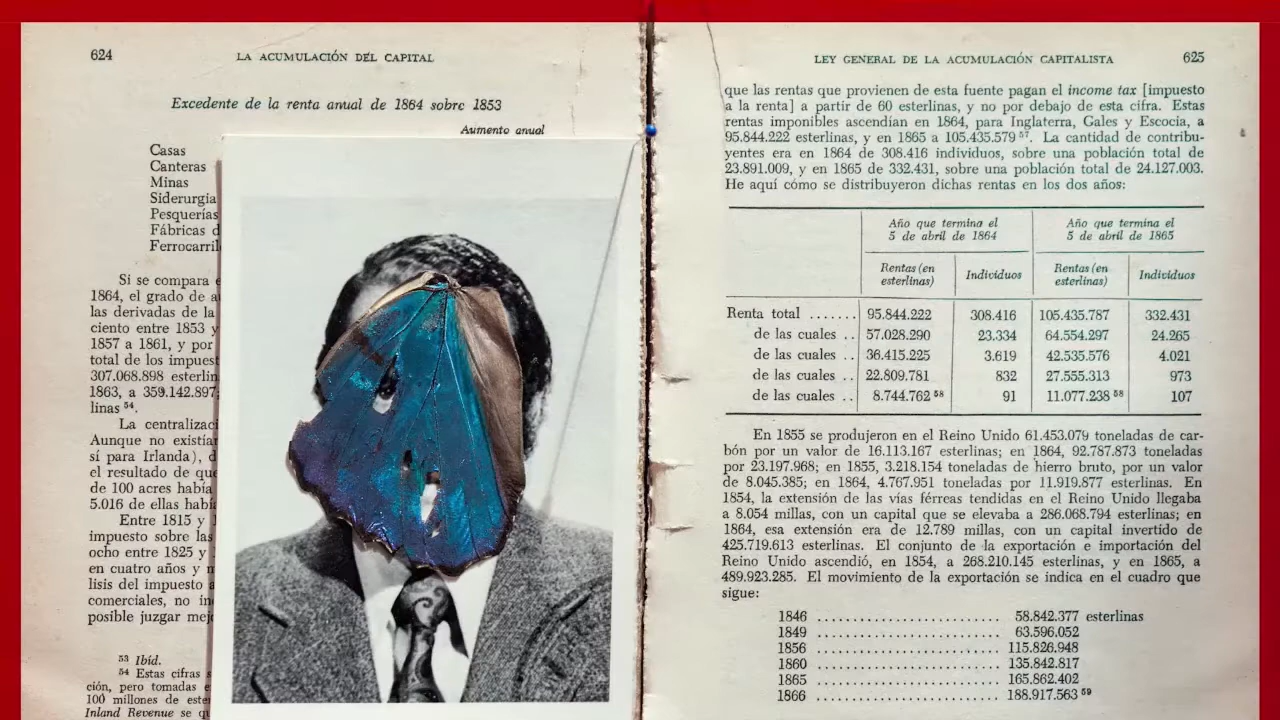 624
LA ACUMULACIÓN DEL CAPITAL
Excedente de la renta anual de 1864 sobre 1853
Aumento anual
Casas
Canteras
Minas
Siderurgia
Pesquerías
Fábricas d
Ferrocarril
Si se compara e
1864, el grado de a
las derivadas de la
ciento entre 1853 y
1857 a 1861, y por
total de los impuest
307.068.898 esterlin
1863, a 359.142.897;
linas ⁵⁴.
La centralizaci
Aunque no existían
sí para Irlanda), d
el resultado de que
de 100 acres había
5.016 de ellas habí
Entre 1815 y 1
impuesto sobre las
ocho entre 1825 y
en cuatro años y m
lisis del impuesto a
comerciales, no in
posible juzgar mejo
⁵³ Ibíd.
⁵⁴ Estas cifras s
ción, pero tomadas e
100 millones de ester
Inland Revenue se qu
LEY GENERAL DE LA ACUMULACIÓN CAPITALISTA
625
que las rentas que provienen de esta fuente pagan el income tax [impuesto
a la renta] a partir de 60 esterlinas, y no por debajo de esta cifra. Estas
rentas imponibles ascendían en 1864, para Inglaterra, Gales y Escocia, a
95.844.222 esterlinas, y en 1865 a 105.435.579 ⁵⁷. La cantidad de contribu-
yentes era en 1864 de 308.416 individuos, sobre una población total de
23.891.009, y en 1865 de 332.431, sobre una población total de 24.127.003.
He aquí cómo se distribuyeron dichas rentas en los dos años:
Año que termina el Año que termina el
5 de abril de 1864 5 de abril de 1865
Rentas (en Individuos Rentas (en Individuos
esterlinas) esterlinas)
Renta total ....... 95.844.222 308.416 105.435.787 332.431
de las cuales .. 57.028.290 23.334 64.554.297 24.265
de las cuales .. 36.415.225 3.619 42.535.576 4.021
de las cuales .. 22.809.781 832 27.555.313 973
de las cuales .. 8.744.762 ⁵⁸ 91 11.077.238 ⁵⁸ 107
En 1855 se produjeron en el Reino Unido 61.453.079 toneladas de car-
bón por un valor de 16.113.167 esterlinas; en 1864, 92.787.873 toneladas
por 23.197.968; en 1855, 3.218.154 toneladas de hierro bruto, por un valor
de 8.045.385; en 1864, 4.767.951 toneladas por 11.919.877 esterlinas. En
1854, la extensión de las vías férreas tendidas en el Reino Unido llegaba
a 8.054 millas, con un capital que se elevaba a 286.068.794 esterlinas; en
1864, esa extensión era de 12.789 millas, con un capital invertido de
425.719.613 esterlinas. El conjunto de la exportación e importación del
Reino Unido ascendió, en 1854, a 268.210.145 esterlinas, y en 1865, a
489.923.285. El movimiento de la exportación se indica en el cuadro que
sigue:
1846 .......................... 58.842.377 esterlinas
1849 .......................... 63.596.052
1856 .......................... 115.826.948
1860 .......................... 135.842.817
1865 .......................... 165.862.402
1866 .......................... 188.917.563 ⁵⁹